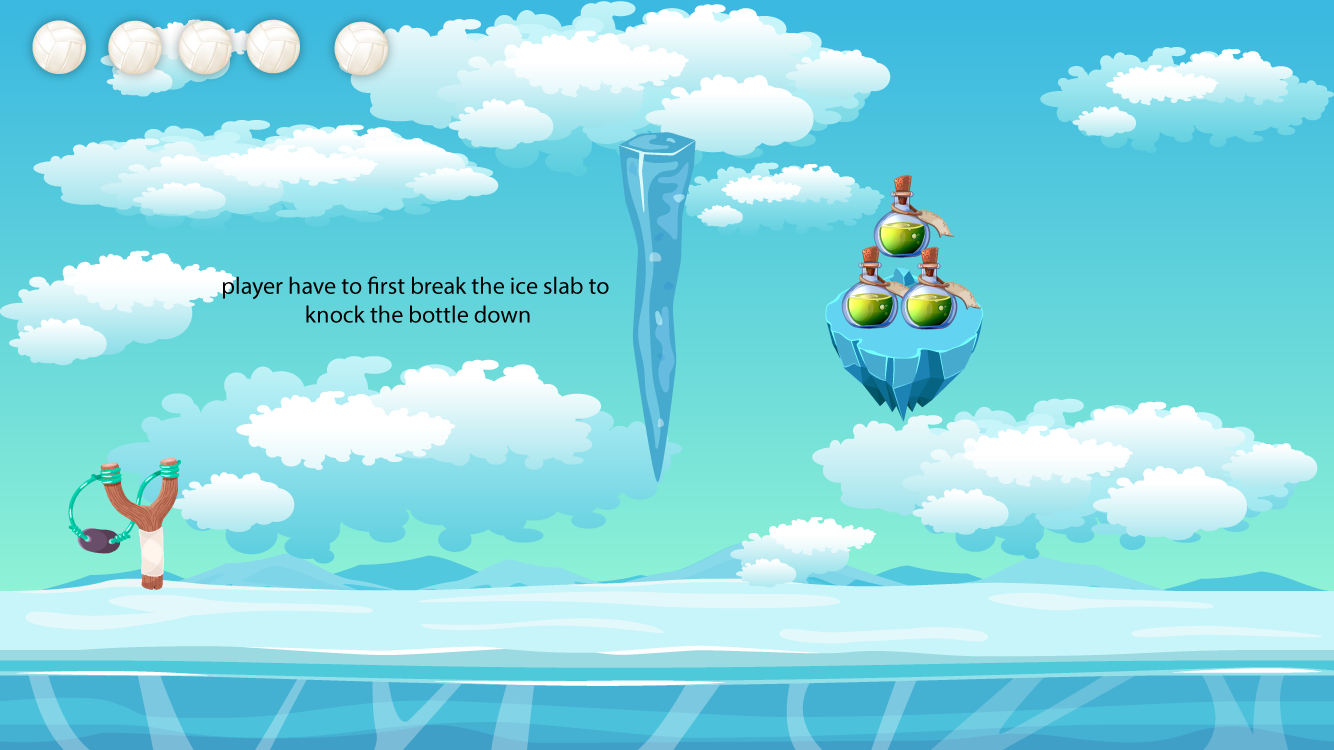 player have to first break the ice slab to
knock the bottle down